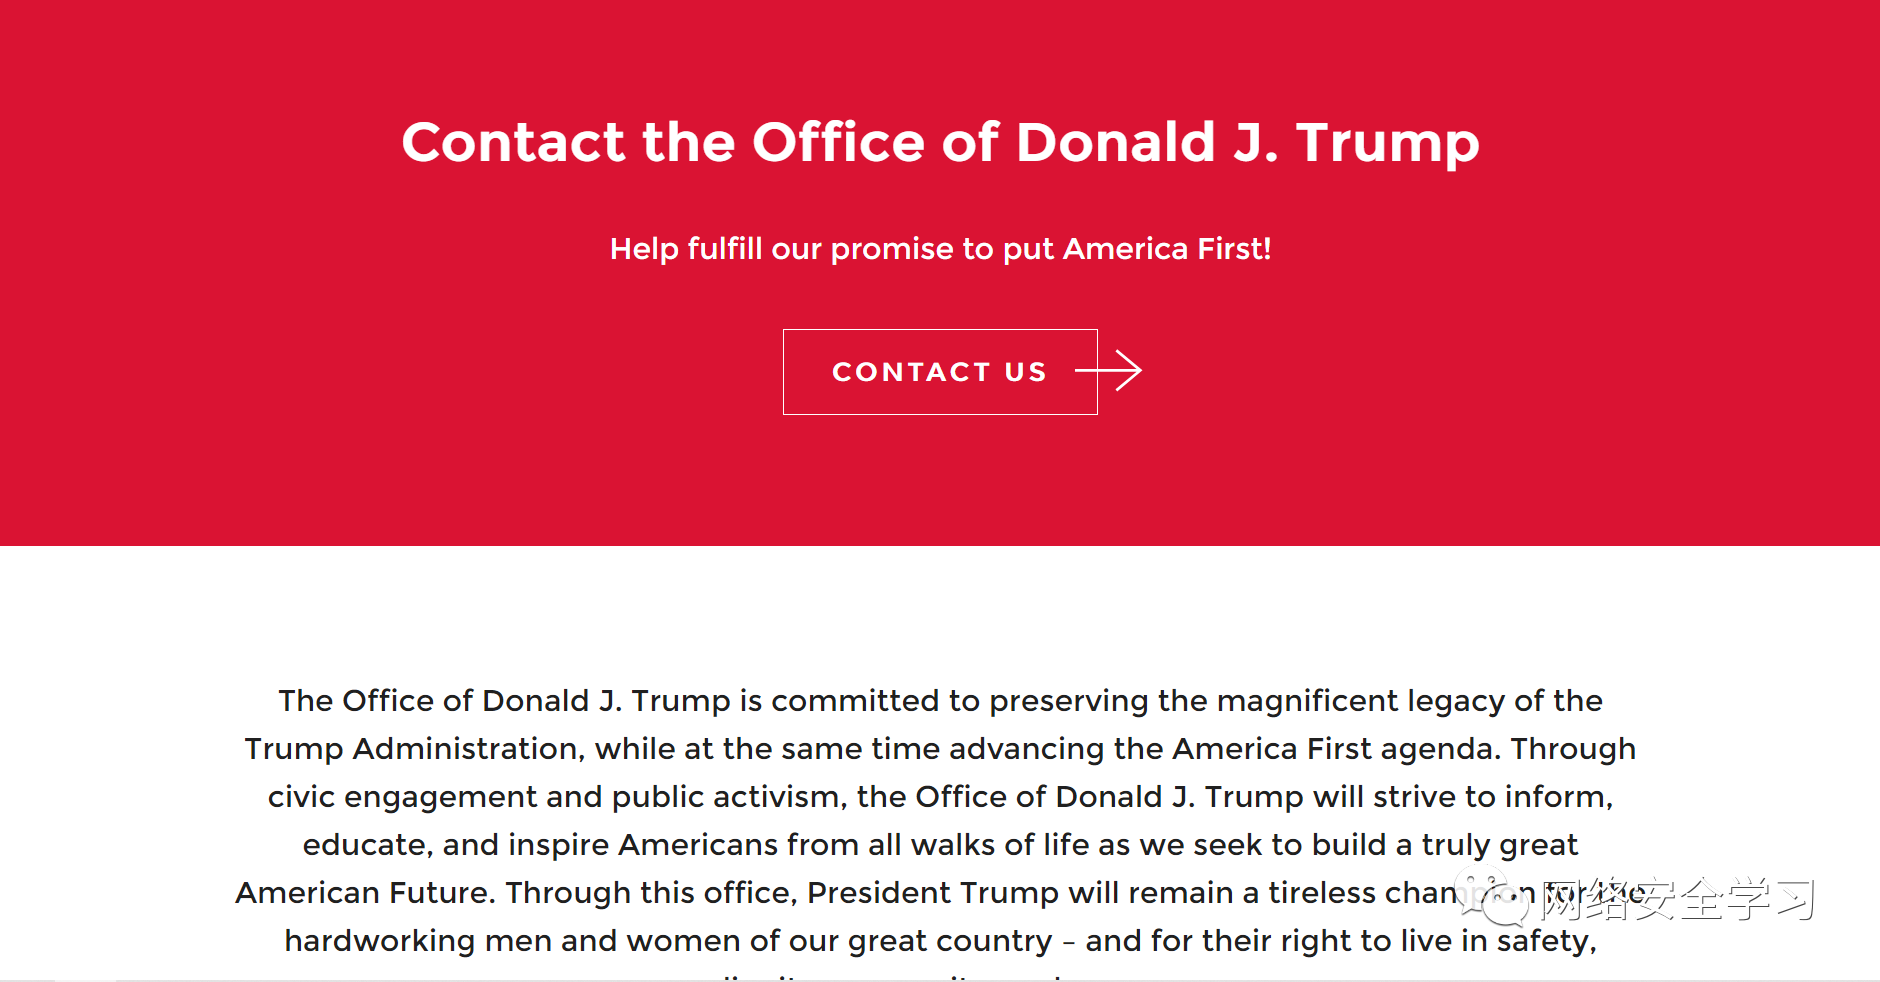 Contact the Office of Donald J. Trump
Help fulfill our promise to put America First!
CONTACT US
The Office of Donald J. Trump is committed to preserving the magnificent legacy of the
Trump Administration, while at the same time advancing the America First agenda. Through
civic engagement and public activism, the Office of Donald J. Trump will strive to inform,
educate, and inspire Americans from all walks of life as we seek to build a truly great
American Future. Through this office, President Trump will remain a tireless champion for the
hardworking men and women of our great country – and for their right to live in safety,
网络安全学习